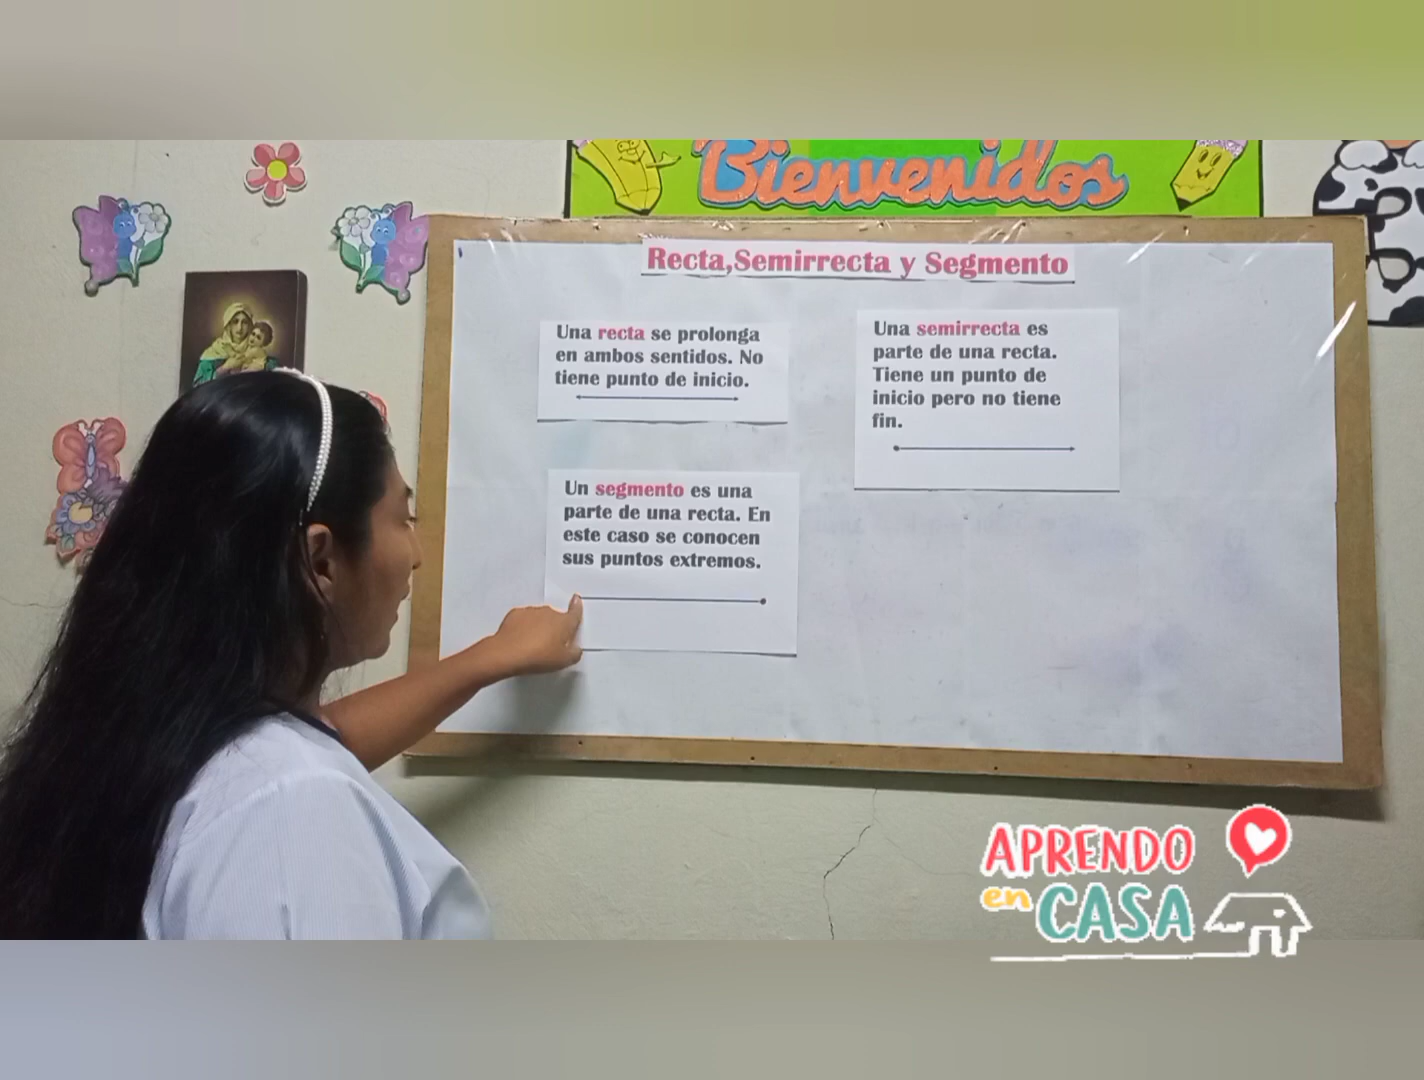 Bienvenidos
Recta,Semirrecta y Segmento
Una recta se prolonga
en ambos sentidos. No
tiene punto de inicio.
Una semirrecta es
parte de una recta.
Tiene un punto de
inicio pero no tiene
fin.
Un segmento es una
parte de una recta. En
este caso se conocen
sus puntos extremos.
APRENDO
en CASA